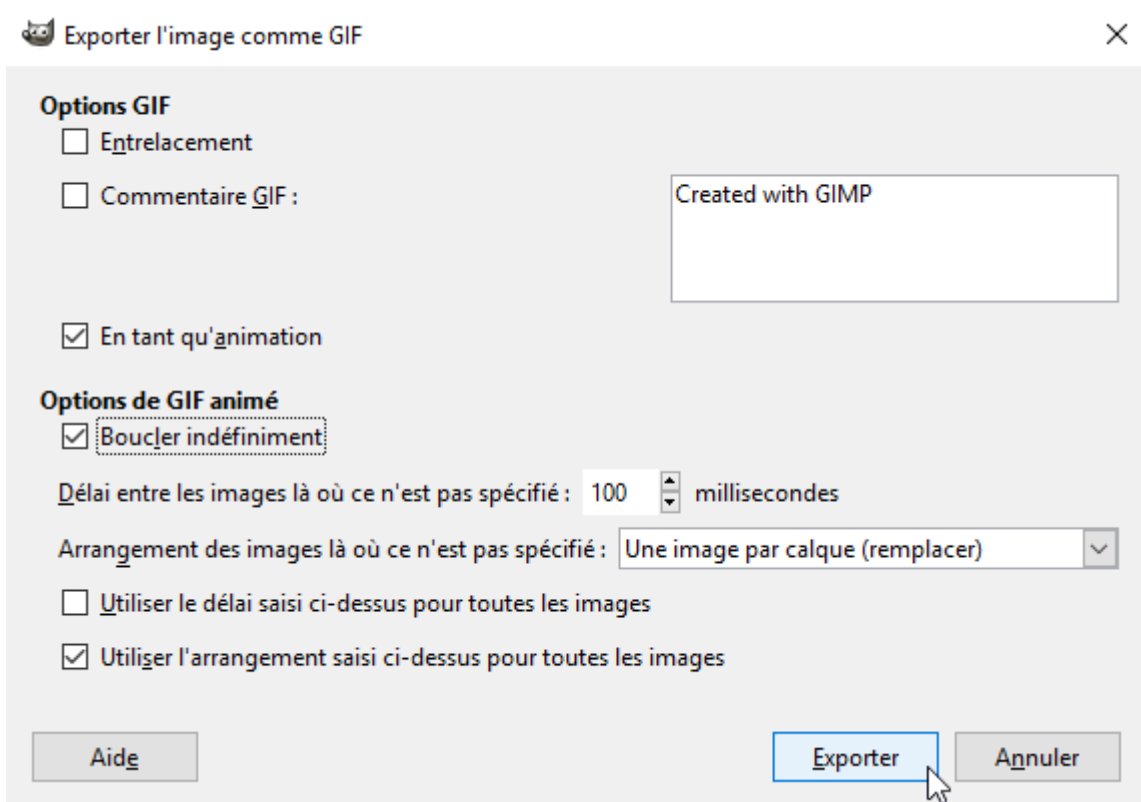 Exporter l'image comme GIF
Options GIF
Entrelacement
Commentaire GIF :
Created with GIMP
En tant qu'animation
Options de GIF animé
Boucler indéfiniment
Délai entre les images là où ce n'est pas spécifié : 100 millisecondes
Arrangement des images là où ce n'est pas spécifié : Une image par calque (remplacer)
Utiliser le délai saisi ci-dessus pour toutes les images
Utiliser l'arrangement saisi ci-dessus pour toutes les images
Aide Exporter Annuler